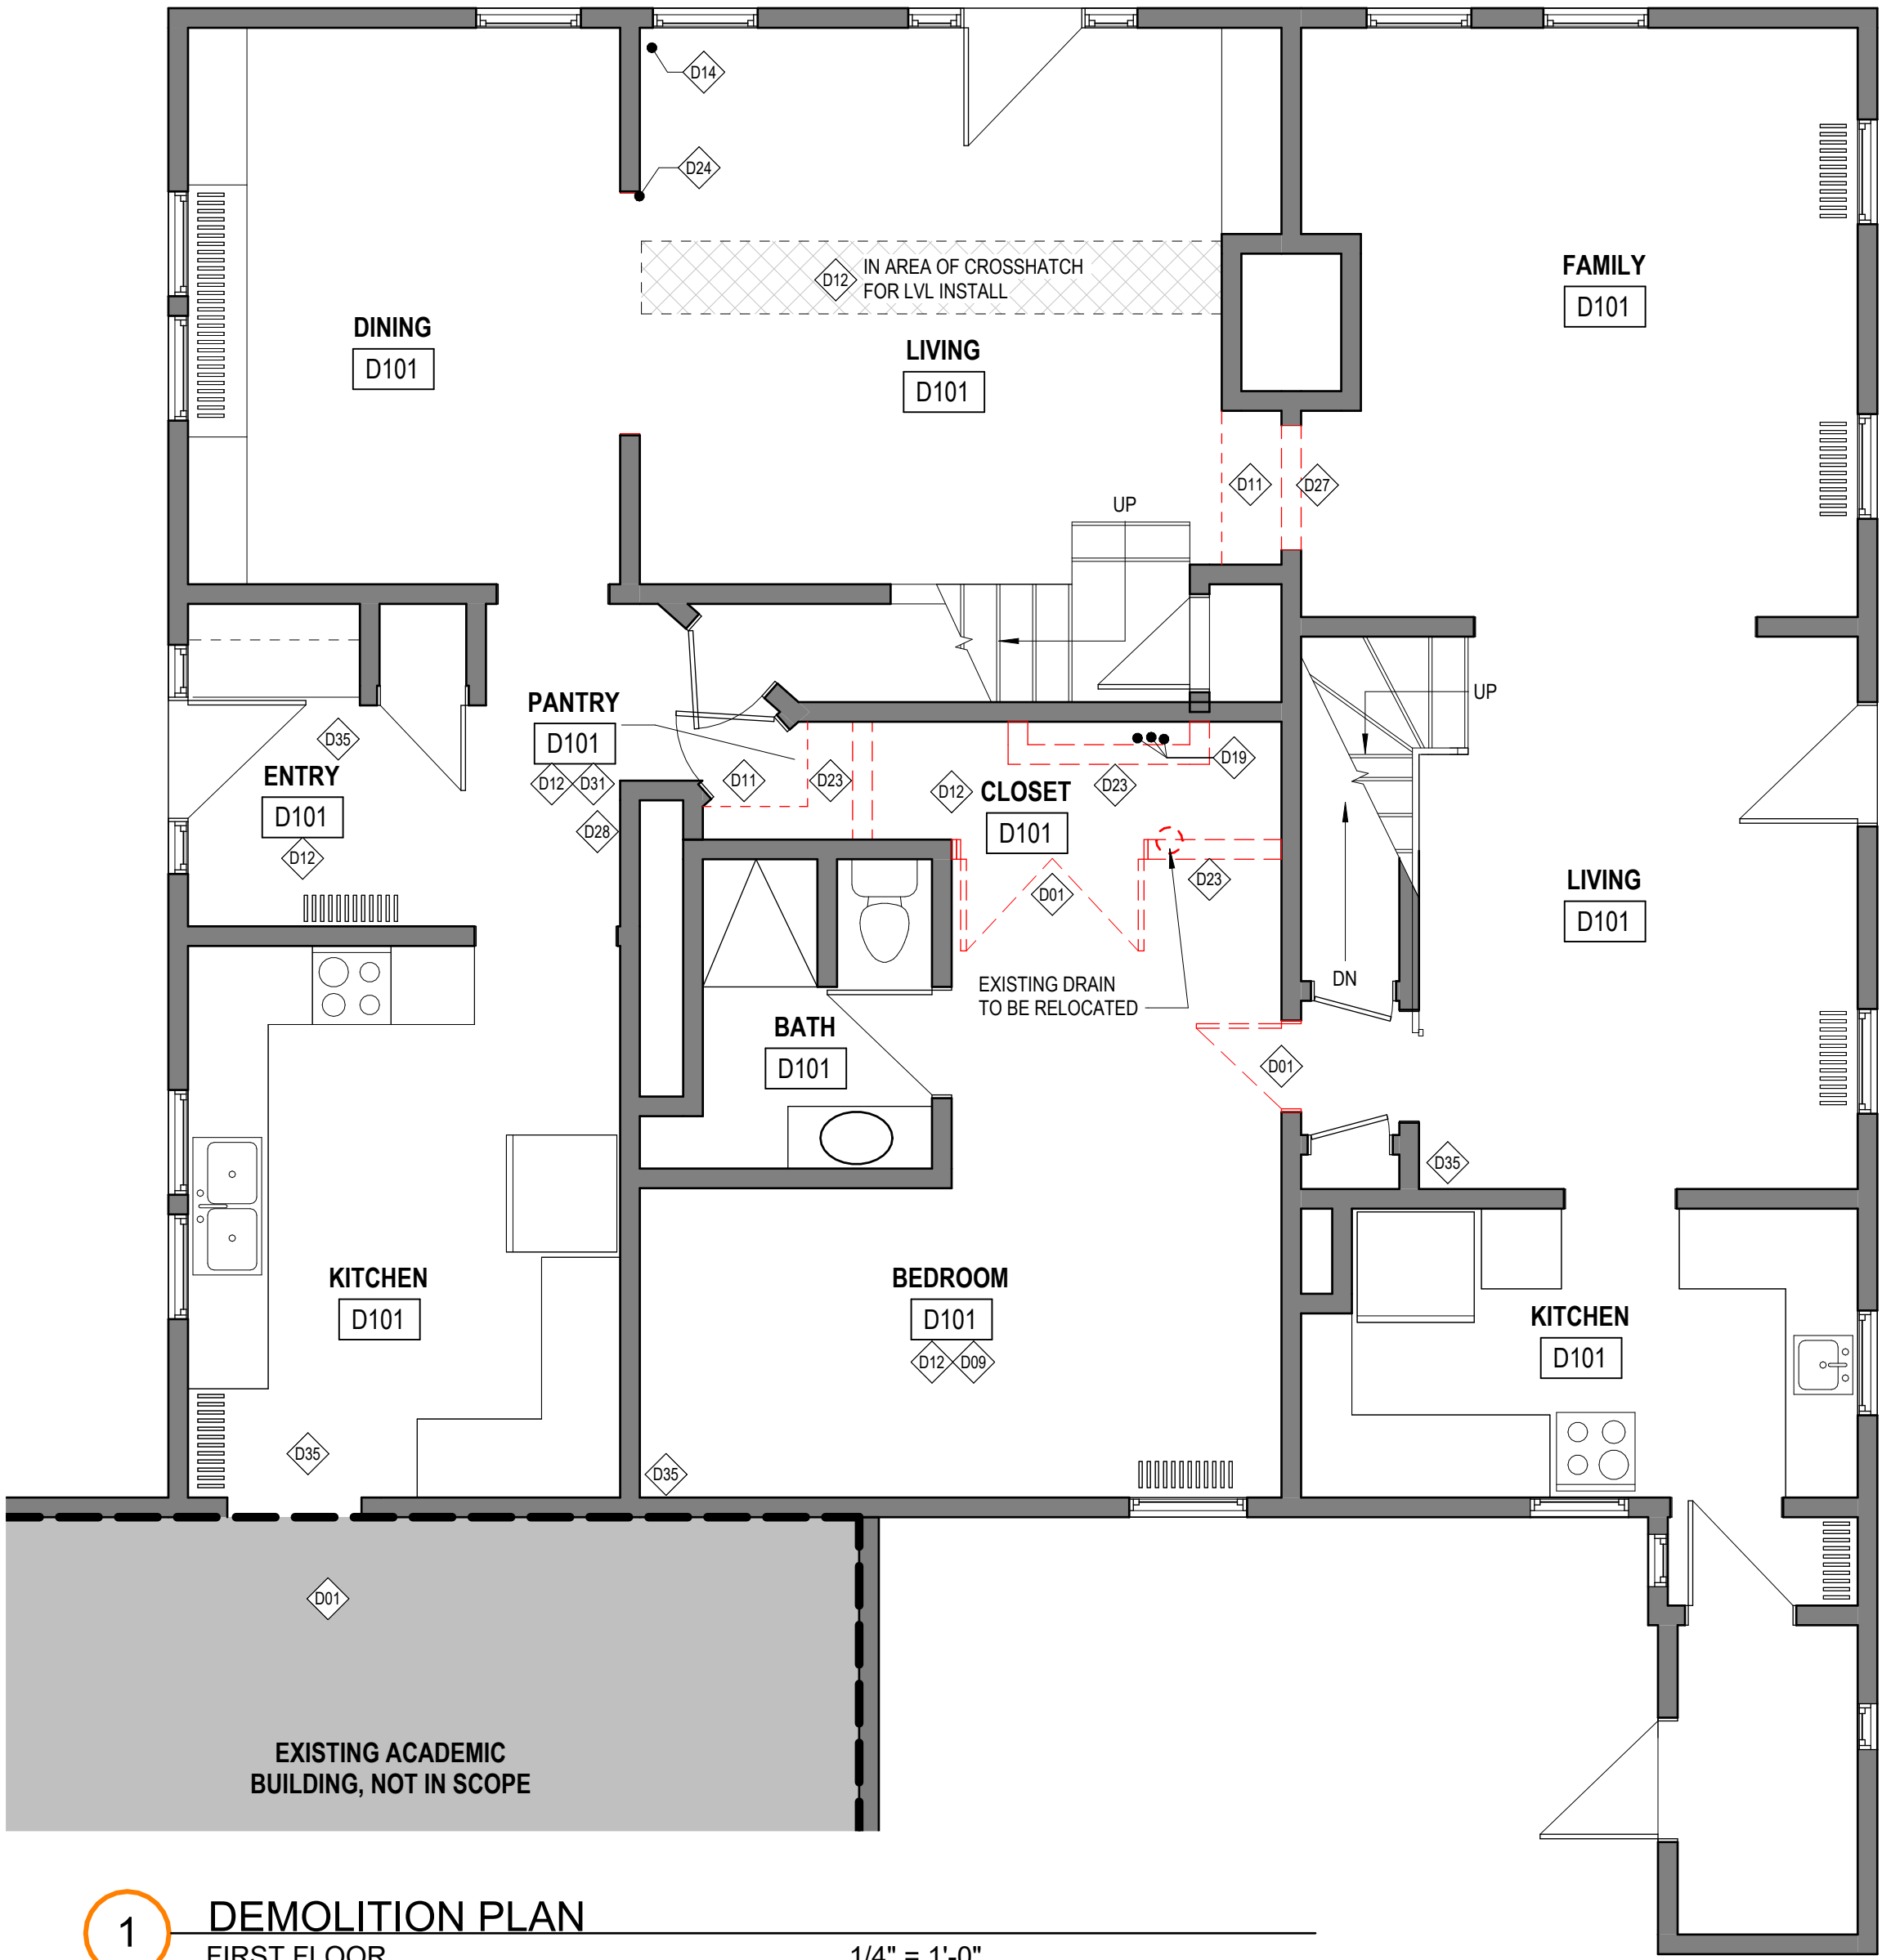 D14
D24
D12
IN AREA OF CROSSHATCH
FOR LVL INSTALL
FAMILY
D101
DINING
D101
LIVING
D101
D11
D27
UP
UP
PANTRY
D101
D12
D31
D35
ENTRY
D101
D12
D28
D11
D23
D12
CLOSET
D101
D23
D19
D01
D23
LIVING
D101
EXISTING DRAIN
TO BE RELOCATED
DN
BATH
D101
D01
D35
KITCHEN
D101
BEDROOM
D101
D12
D09
KITCHEN
D101
D35
D35
D01
EXISTING ACADEMIC
BUILDING, NOT IN SCOPE
1
DEMOLITION PLAN
FIRST FLOOR
1/4" = 1'-0"